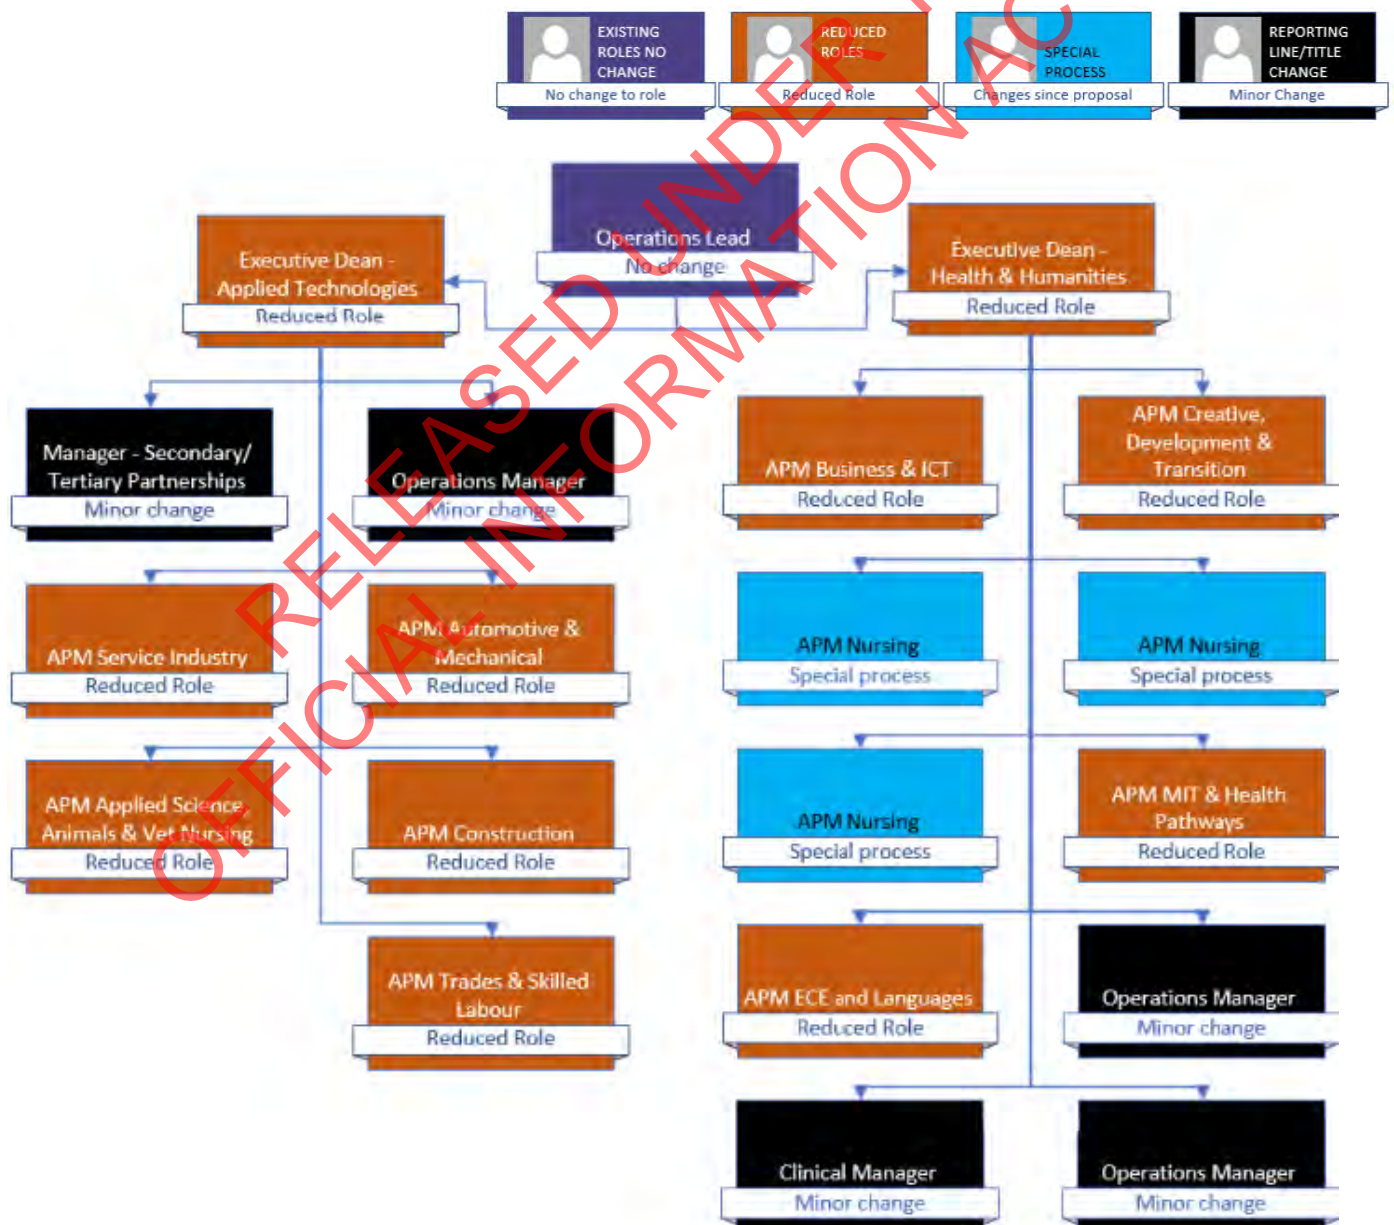 EXISTING
ROLES NO
CHANGE
No change to role
REDUCED
ROLES
Reduced Role
SPECIAL
PROCESS
Changes since proposal
REPORTING
LINE/TITLE
CHANGE
Minor Change
Operations Lead
No change
Executive Dean -
Applied Technologies
Reduced Role
Executive Dean -
Health & Humanities
Reduced Role
Manager - Secondary/
Tertiary Partnerships
Minor change
Operations Manager
Minor change
APM Service Industry
Reduced Role
APM Automotive &
Mechanical
Reduced Role
APM Applied Science,
Animals & Vet Nursing
Reduced Role
APM Construction
Reduced Role
APM Trades & Skilled
Labour
Reduced Role
APM Business & ICT
Reduced Role
APM Creative,
Development &
Transition
Reduced Role
APM Nursing
Special process
APM Nursing
Special process
APM Nursing
Special process
APM MIT & Health
Pathways
Reduced Role
APM ECE and Languages
Reduced Role
Operations Manager
Minor change
Clinical Manager
Minor change
Operations Manager
Minor change
RELEASED UNDER
OFFICIAL INFORMATION AC